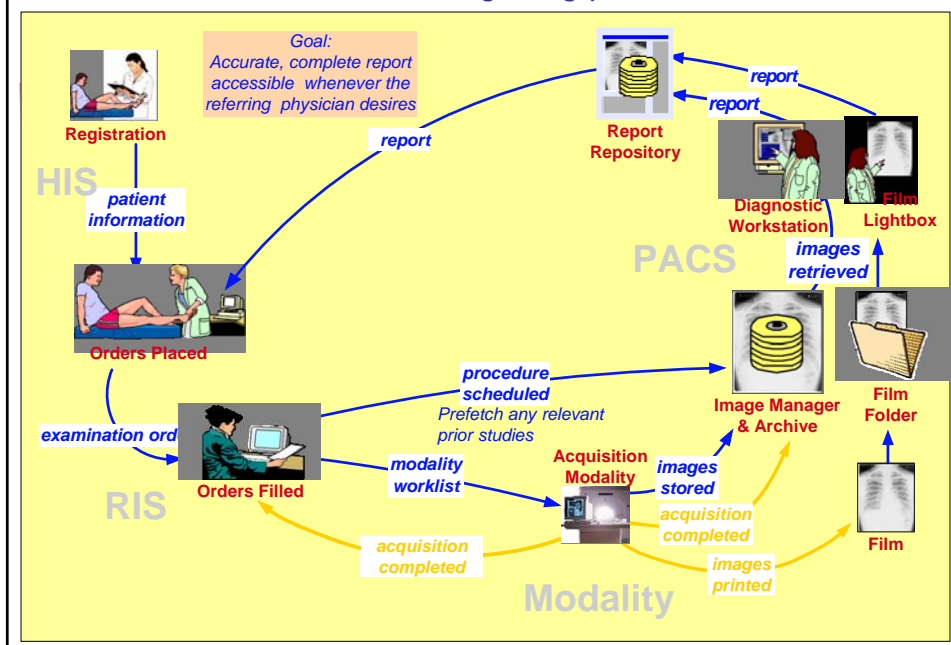 Goal:
Accurate, complete report
accessible whenever the
referring physician desires
Registration
HIS
patient
information
report
Report
Repository
report
report
Diagnostic
Workstation
Film
Lightbox
PACS
images
retrieved
Orders Placed
procedure
scheduled
Prefetch any relevant
prior studies
Image Manager
& Archive
Film
Folder
examination ord
Orders Filled
RIS
modality
worklist
Acquisition
Modality
images
stored
acquisition
completed
acquisition
completed
images
printed
Film
Modality